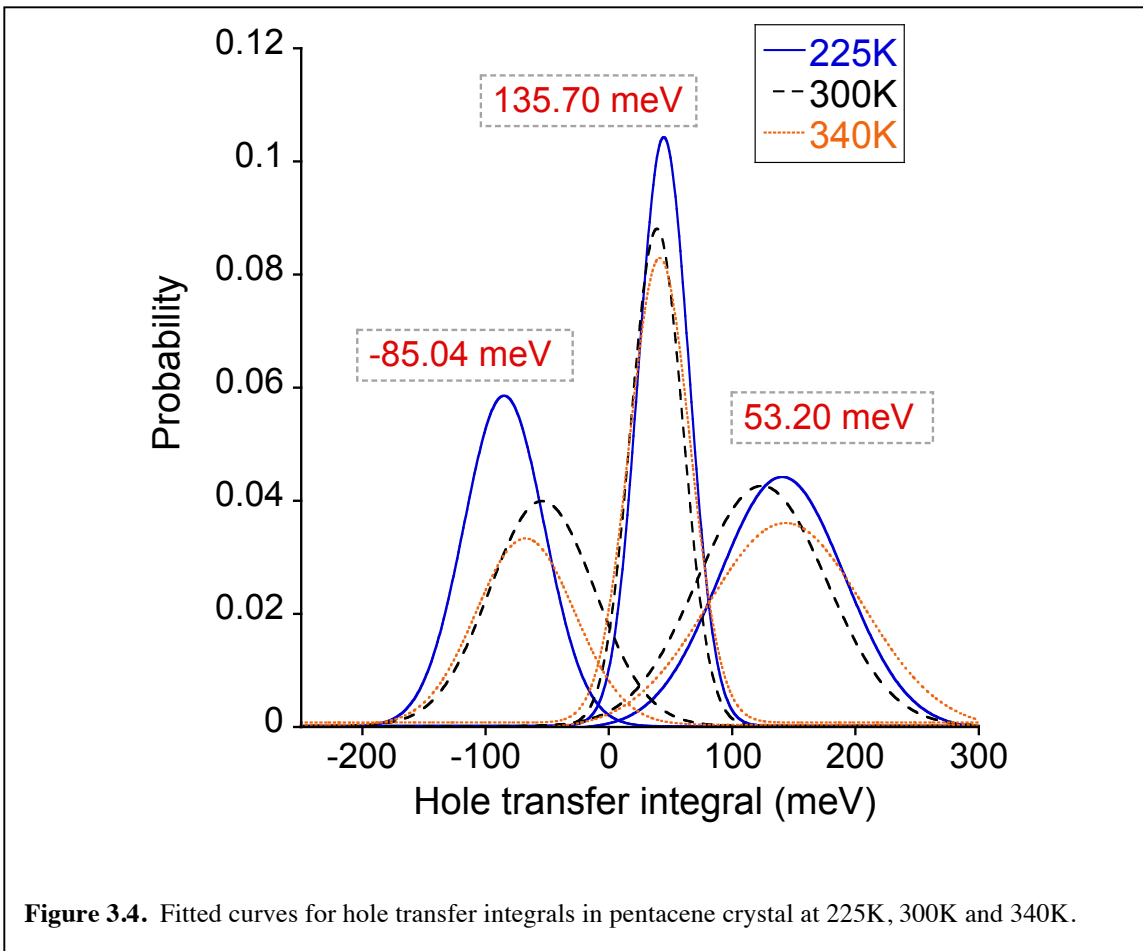 0.12
0.1
0.08
0.06
0.04
0.02
0
Probability
225K
300K
340K
135.70 meV
-85.04 meV
53.20 meV
-200 -100 0 100 200 300
Hole transfer integral (meV)
Figure 3.4. Fitted curves for hole transfer integrals in pentacene crystal at 225K, 300K and 340K.